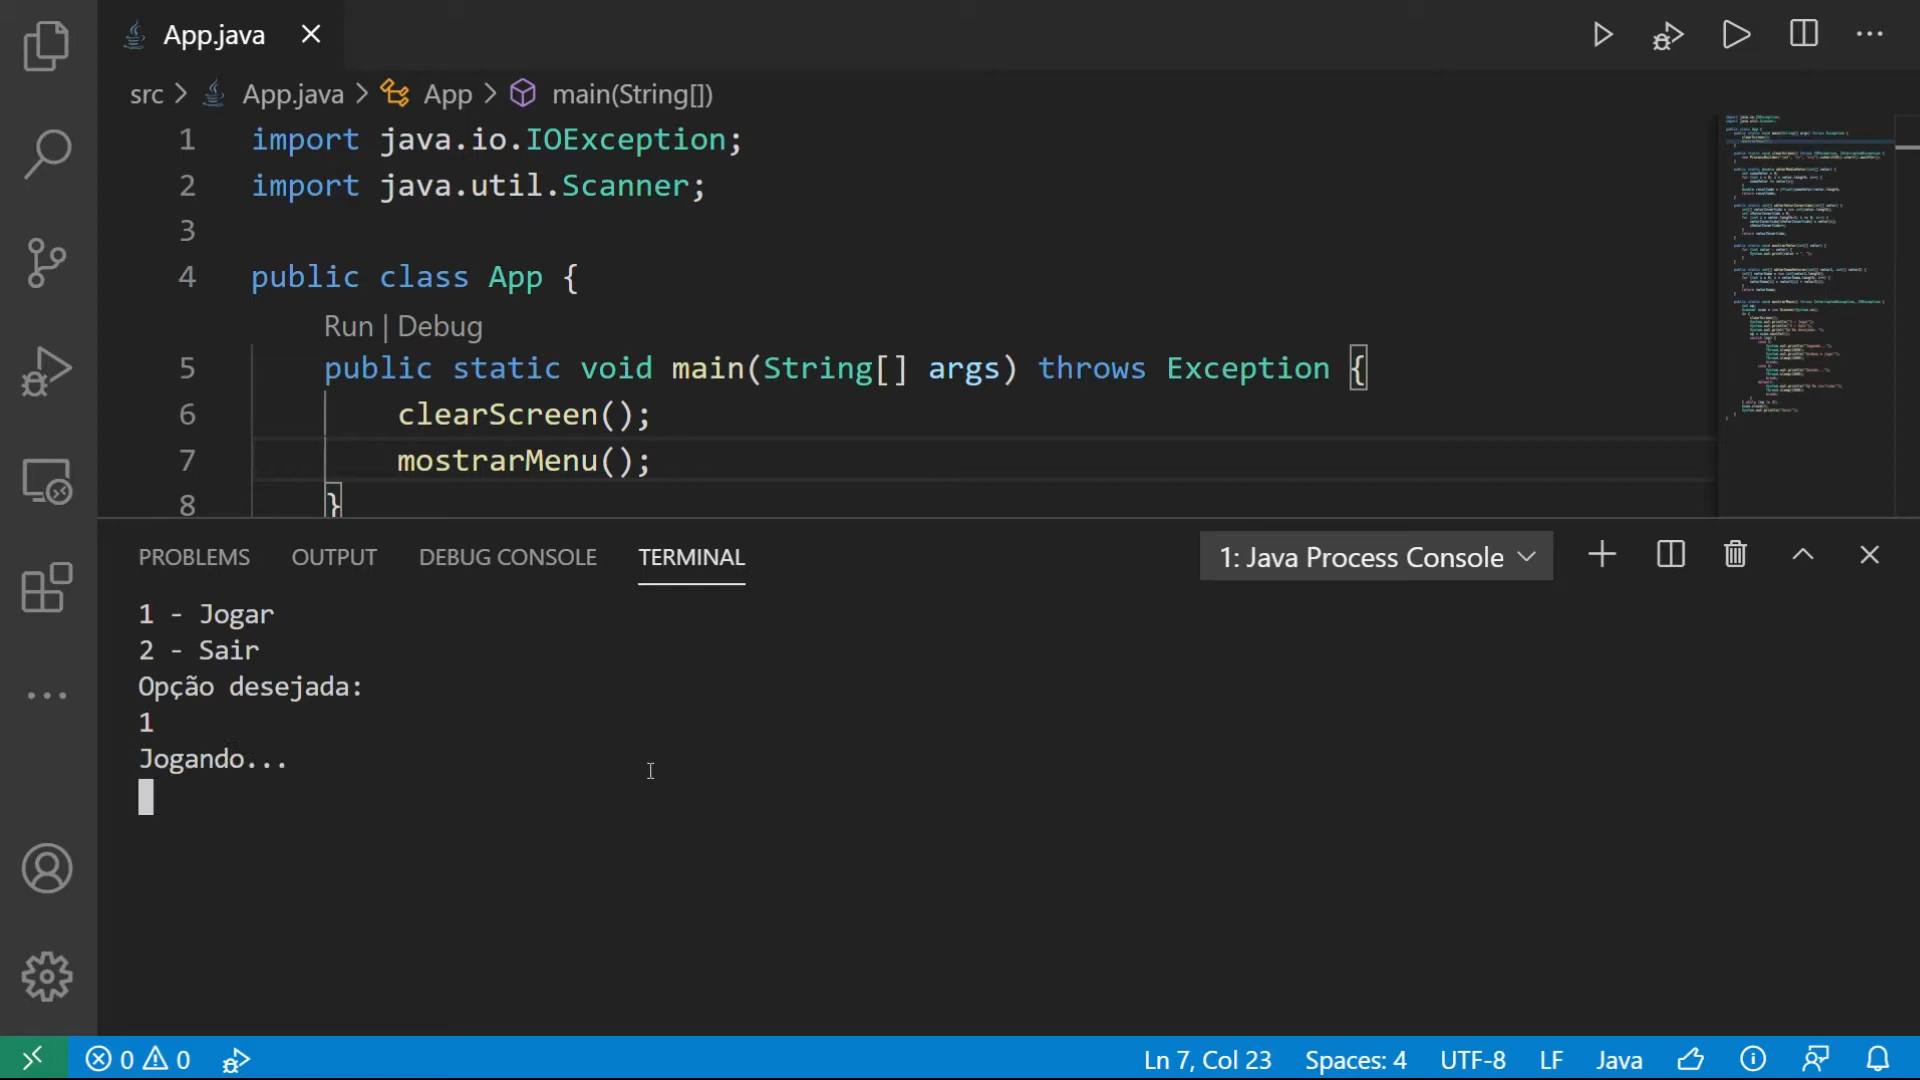 App.java
src > App.java > App > main(String[])
1 import java.io.IOException;
2 import java.util.Scanner;
3
4 public class App {
Run | Debug
5 public static void main(String[] args) throws Exception {
6 clearScreen();
7 mostrarMenu();
8 }
PROBLEMS OUTPUT DEBUG CONSOLE TERMINAL 1: Java Process Console
1 - Jogar
2 - Sair
Opção desejada:
1
Jogando...
0 0 Ln 7, Col 23 Spaces: 4 UTF-8 LF Java